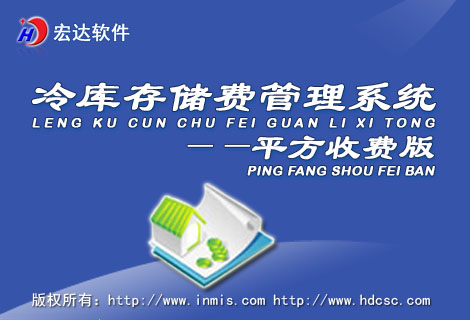 宏达软件
冷库存储费管理系统
LENG KU CUN CHU FEI GUAN LI XI TONG
— —平方收费版
PING FANG SHOU FEI BAN
版权所有：http://www.inmis.com http://www.hdcsc.com